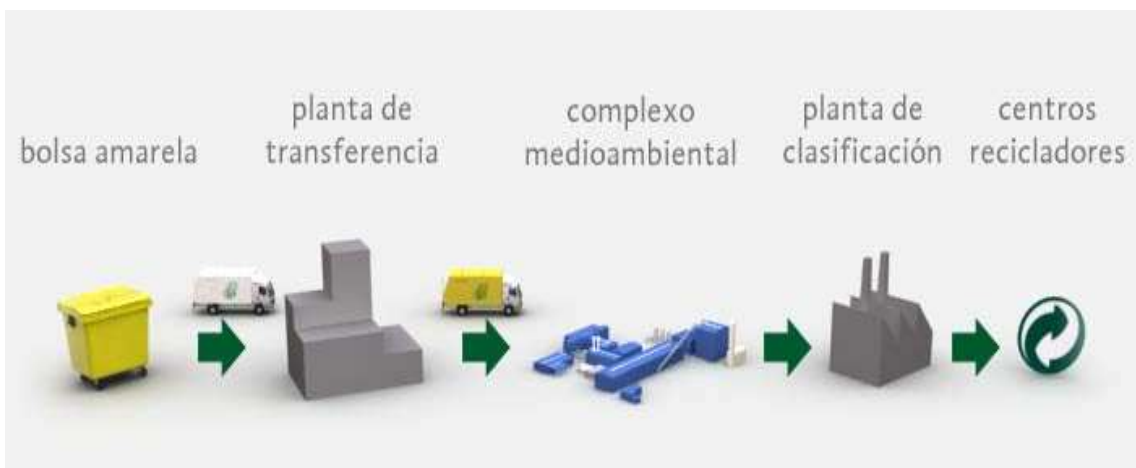 bolsa amarela
planta de
transferencia
complexo
medioambiental
planta de
clasificación
centros
recicladores